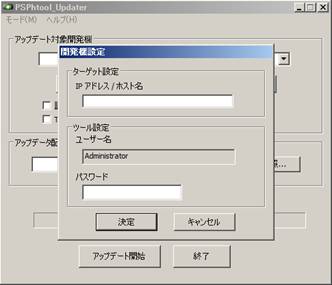 PSPhtool_Updater
モード(M) ヘルプ(H)
アップデート対象開発機
開発機設定
ターゲット設定
IP アドレス / ホスト名
ツール設定
ユーザー名
Administrator
パスワード
決定 キャンセル
アップデータ配
アップデート開始 終了